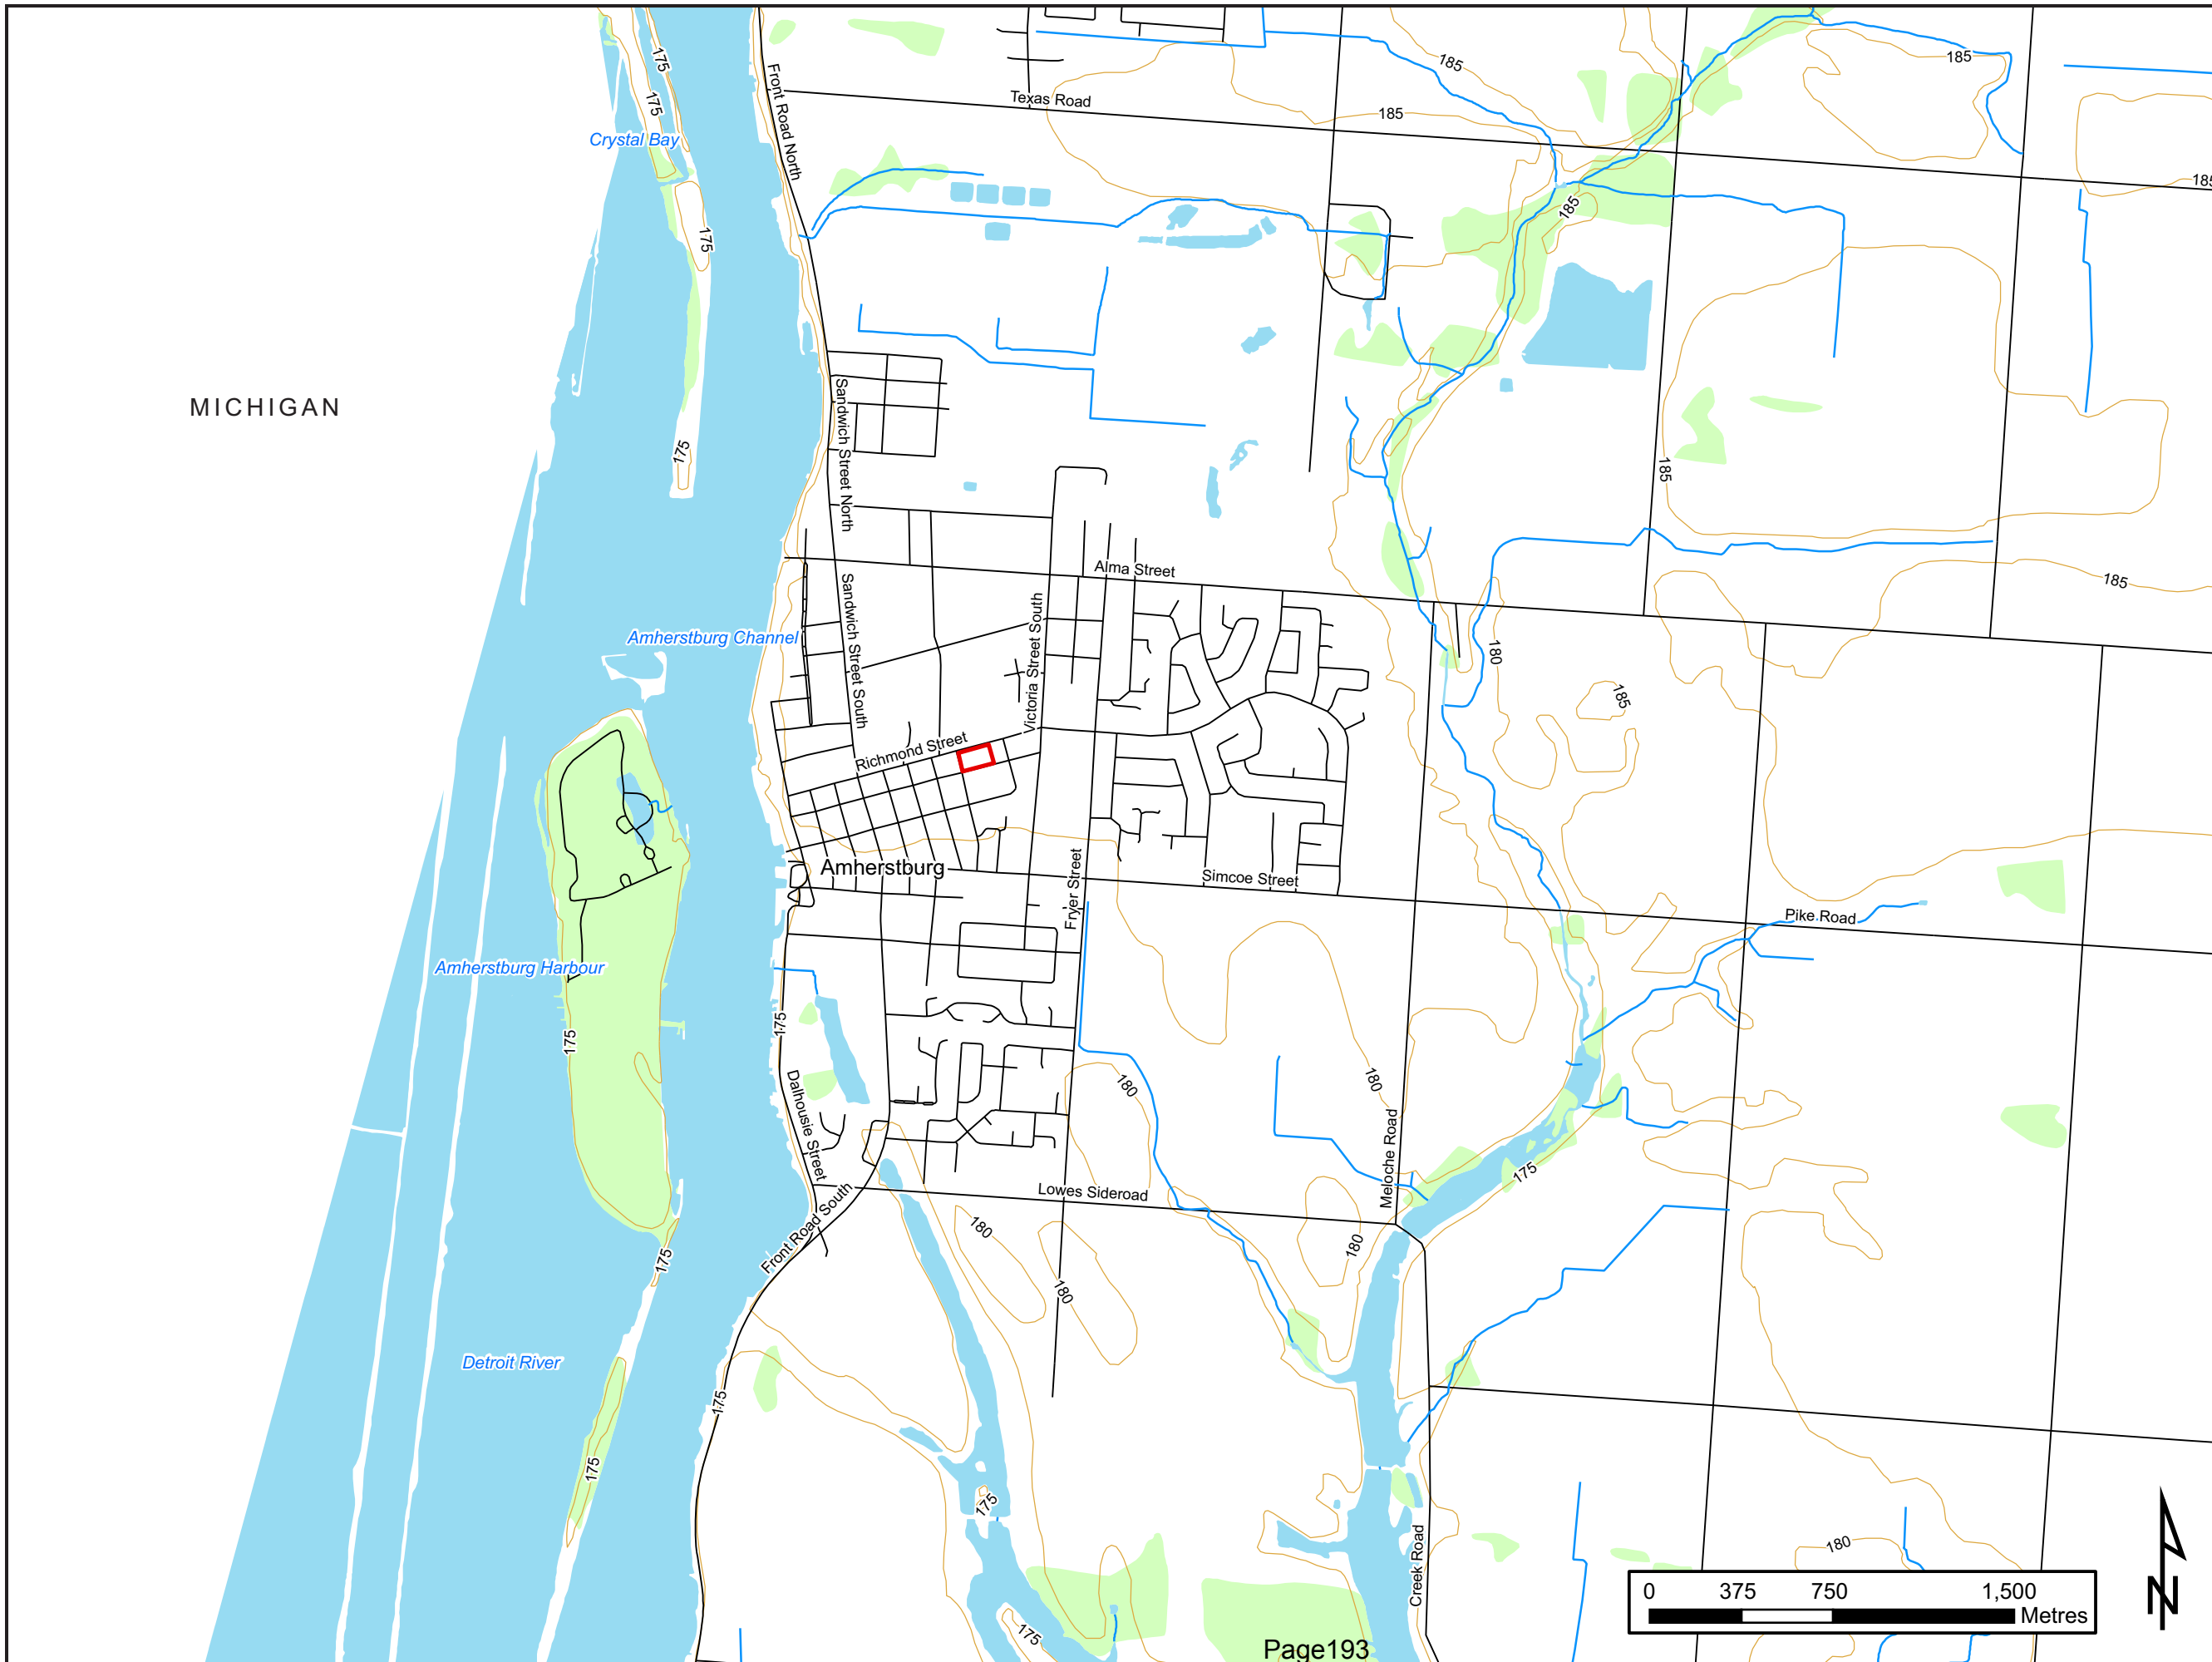 175
175
Crystal Bay
Front Road North
Texas Road
185
185
185
185
175
185
MICHIGAN
175
Sandwich Street North
185
Alma Street
185
Amherstburg Channel
Sandwich Street South
Victoria Street South
180
185
Richmond Street
Amherstburg
Fryer Street
Simcoe Street
Pike Road
Amherstburg Harbour
175
175
180
180
Dalhousie Street
Meloche Road
175
Lowes Sideroad
180
180
Front Road South
175
180
Detroit River
175
175
175
Creek Road
180
175
0 375 750 1,500
Metres
N
Page193